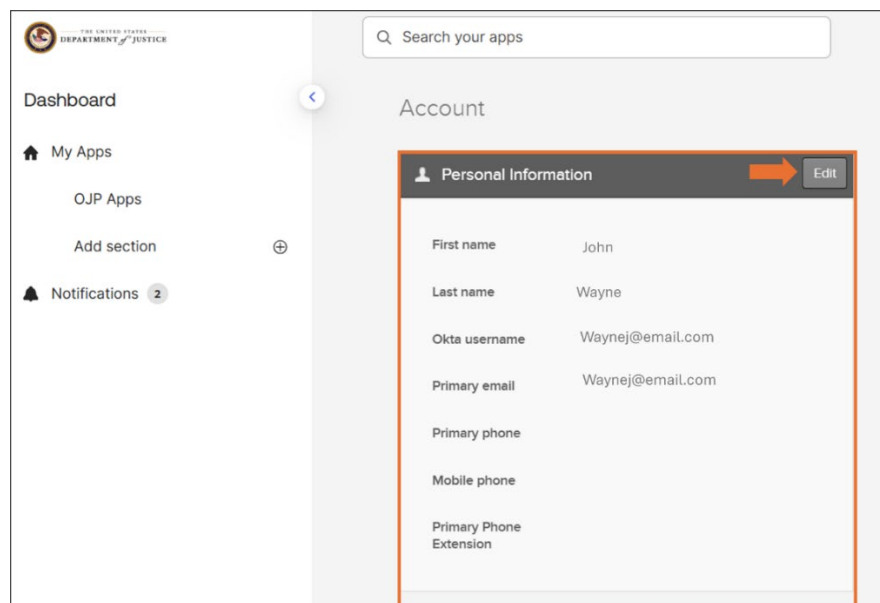 THE UNITED STATES
DEPARTMENT of JUSTICE
Search your apps
Dashboard
My Apps
OJP Apps
Add section
Notifications 2
Account
Personal Information
Edit
First name John
Last name Wayne
Okta username Waynej@email.com
Primary email Waynej@email.com
Primary phone
Mobile phone
Primary Phone
Extension